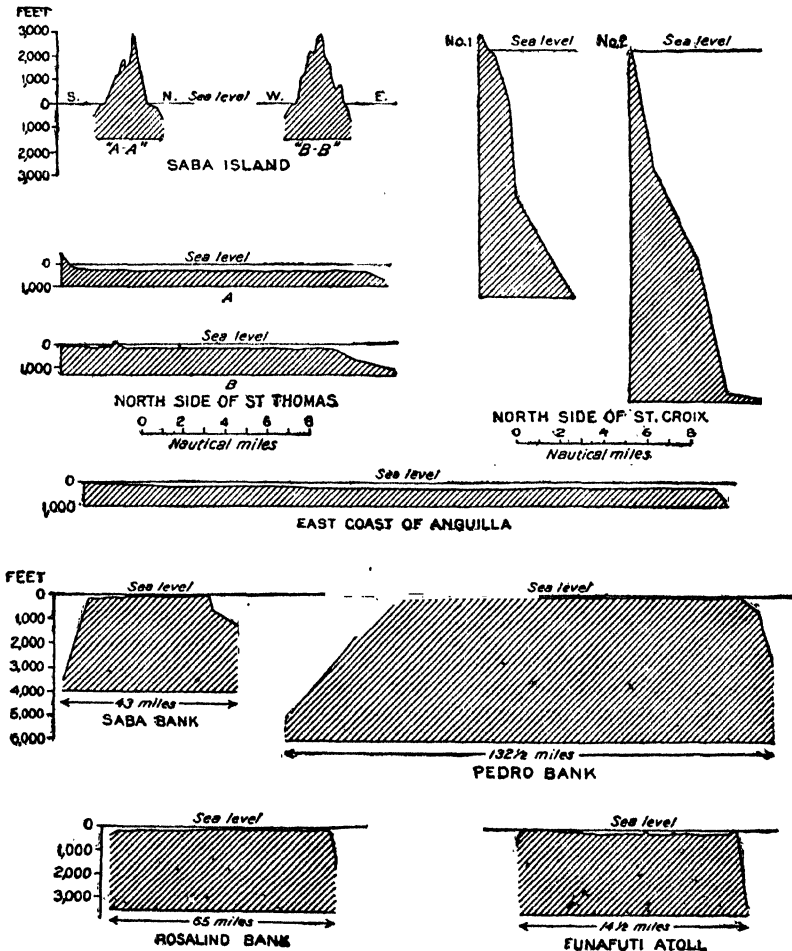 FEET
3,000
2,000
1,000
0
1,000
2,000
3,000
S.
N.
Sea level
W.
E.
"A-A"
"B-B"
SABA ISLAND
No.1
Sea level
No.2
Sea level
Sea level
0
1,000
A
Sea level
0
1,000
B
NORTH SIDE OF ST THOMAS
0 2 4 6 8
Nautical miles
NORTH SIDE OF ST. CROIX
0 2 4 6 8
Nautical miles
Sea level
0
1,000
EAST COAST OF ANGUILLA
FEET
0
1,000
2,000
3,000
4,000
5,000
6,000
Sea level
43 miles
SABA BANK
Sea level
132½ miles
PEDRO BANK
0
1,000
2,000
3,000
Sea level
65 miles
ROSALIND BANK
Sea level
14½ miles
FUNAFUTI ATOLL